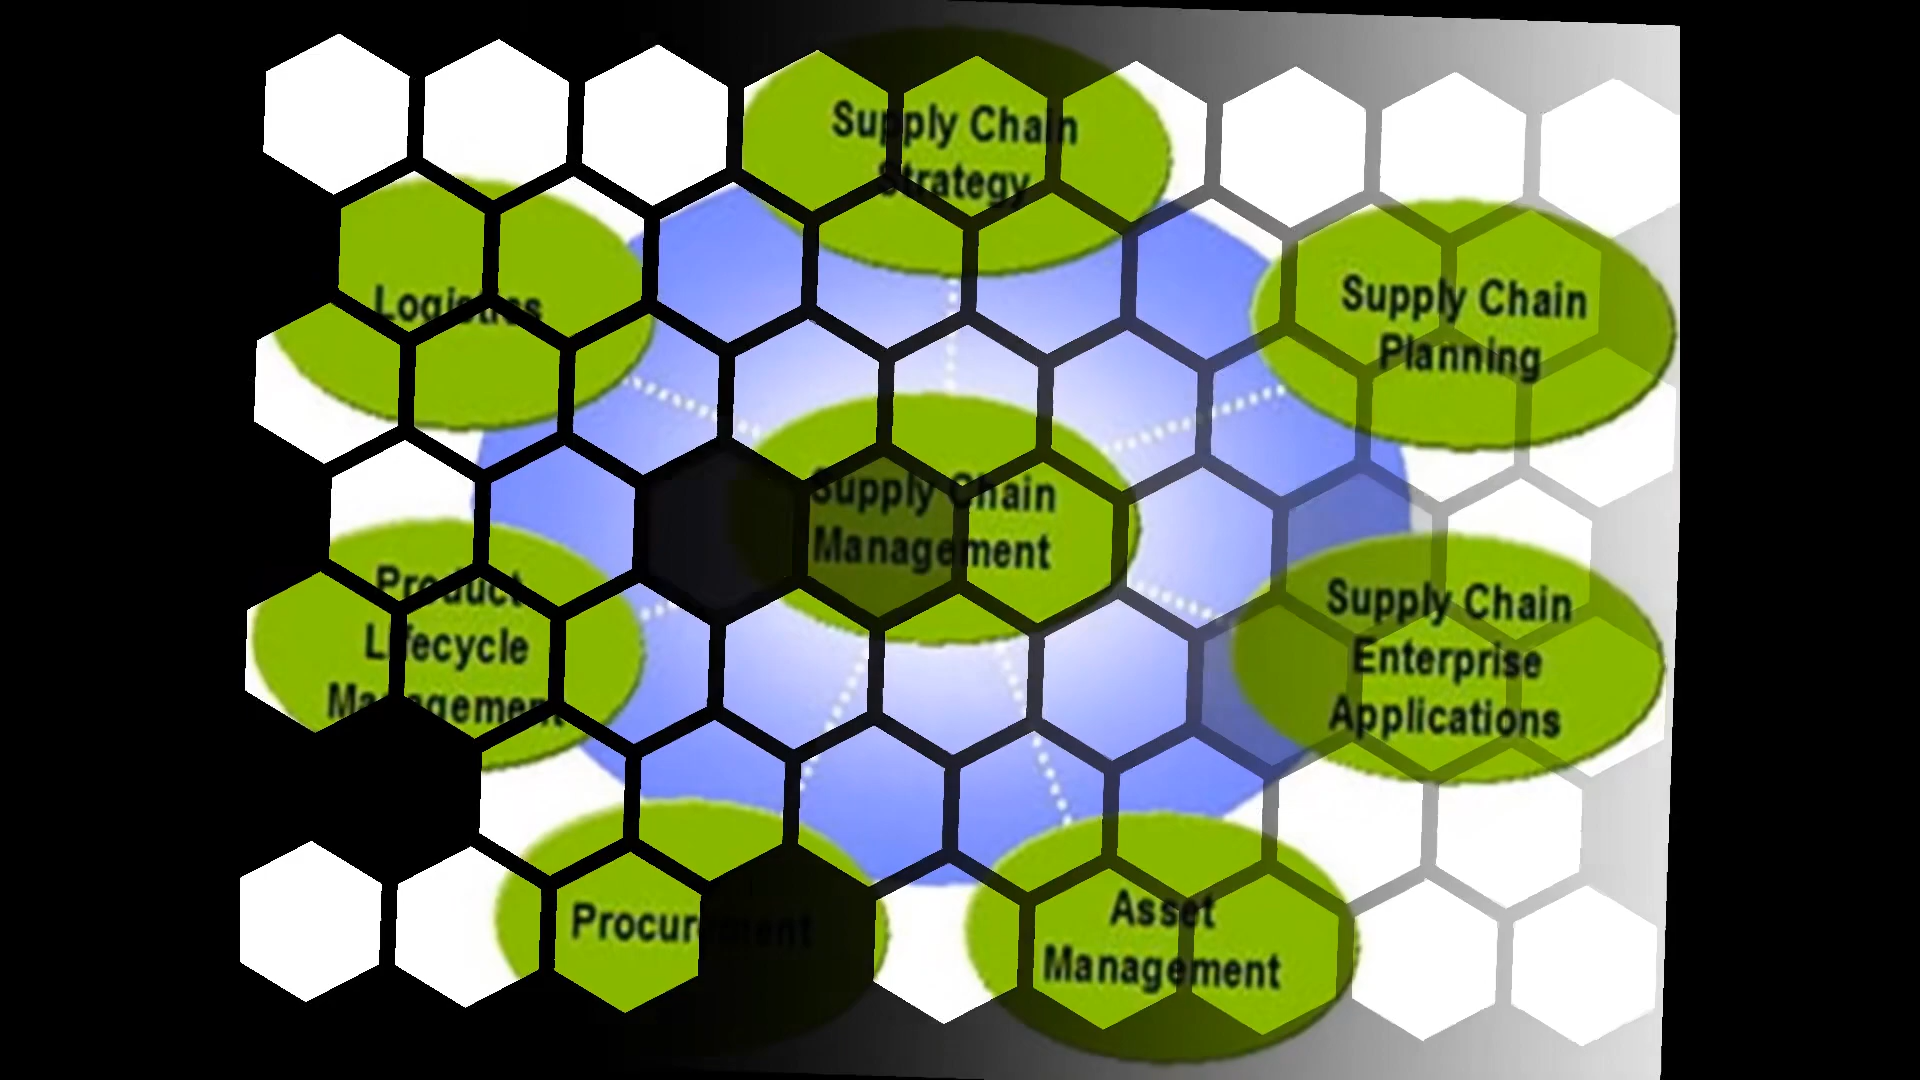 Supply Chain
Strategy
Logistics
Supply Chain
Planning
Supply Chain
Management
Product
Lifecycle
Management
Supply Chain
Enterprise
Applications
Procurement
Asset
Management